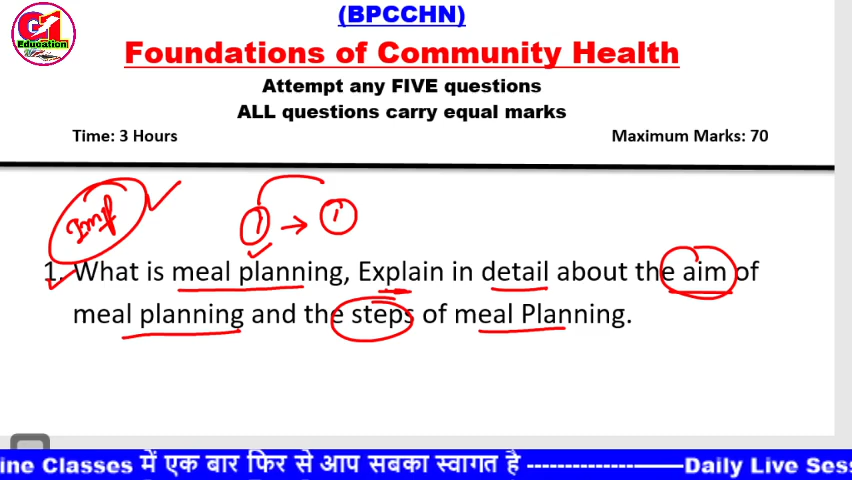 (BPCCHN)
G1
Education
Foundations of Community Health
Attempt any FIVE questions
ALL questions carry equal marks
Time: 3 Hours
Maximum Marks: 70
Imp
1 → 1
1. What is meal planning, Explain in detail about the aim of
meal planning and the steps of meal Planning.
ine Classes में एक बार फिर से आप सबका स्वागत है ---------------——Daily Live Sess